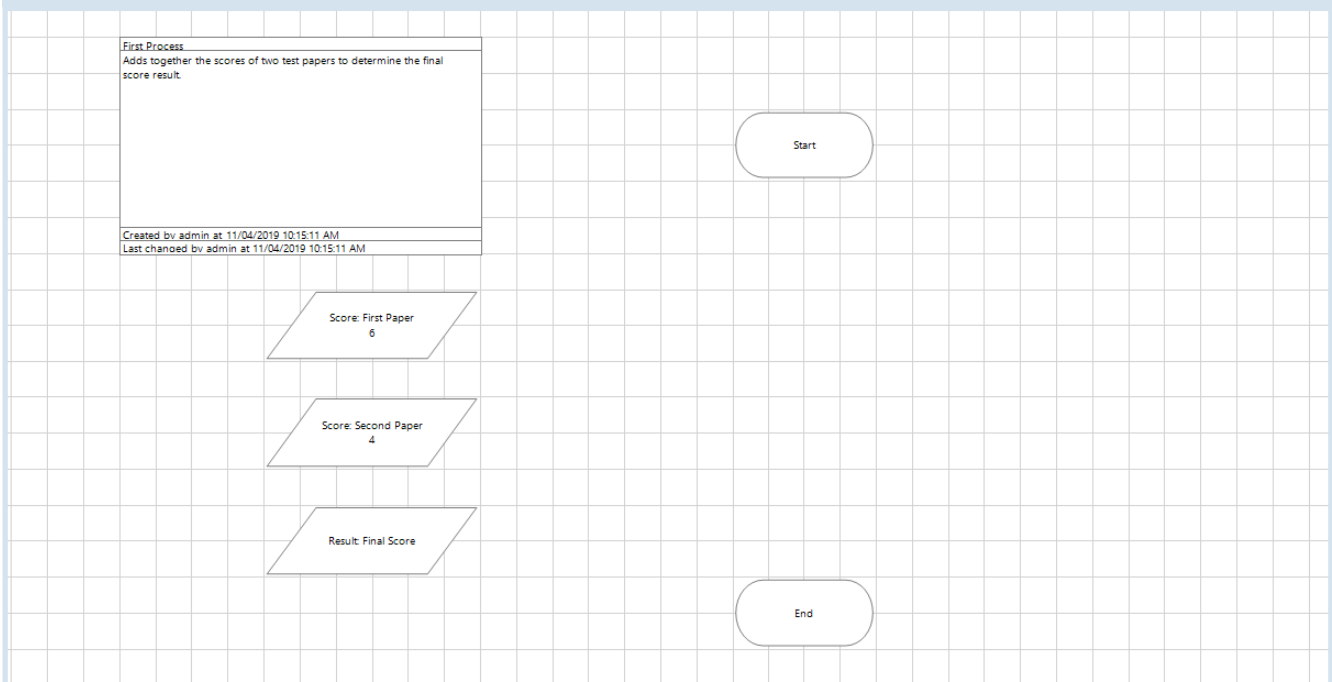 First Process
Adds together the scores of two test papers to determine the final
score result.
Created by admin at 11/04/2019 10:15:11 AM
Last changed by admin at 11/04/2019 10:15:11 AM
Start
Score: First Paper
6
Score: Second Paper
4
Result: Final Score
End